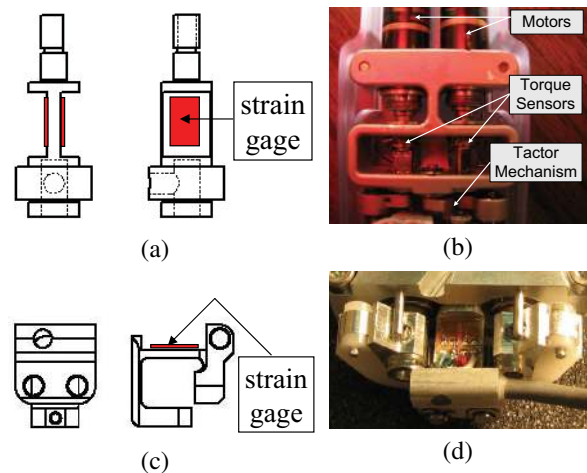 strain
gage
(a)
Motors
Torque
Sensors
Tactor
Mechanism
(b)
strain
gage
(c)
(d)